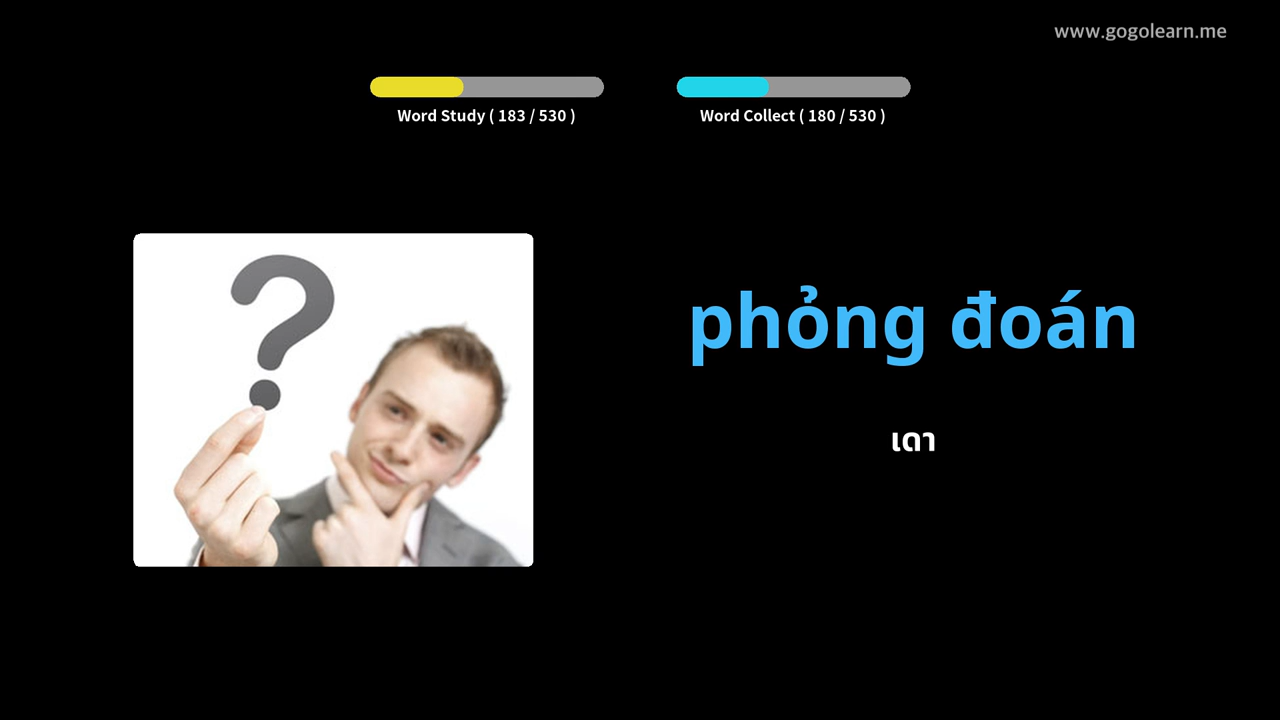 www.gogolearn.me
Word Study ( 183 / 530 )
Word Collect ( 180 / 530 )
phỏng đoán
เดา